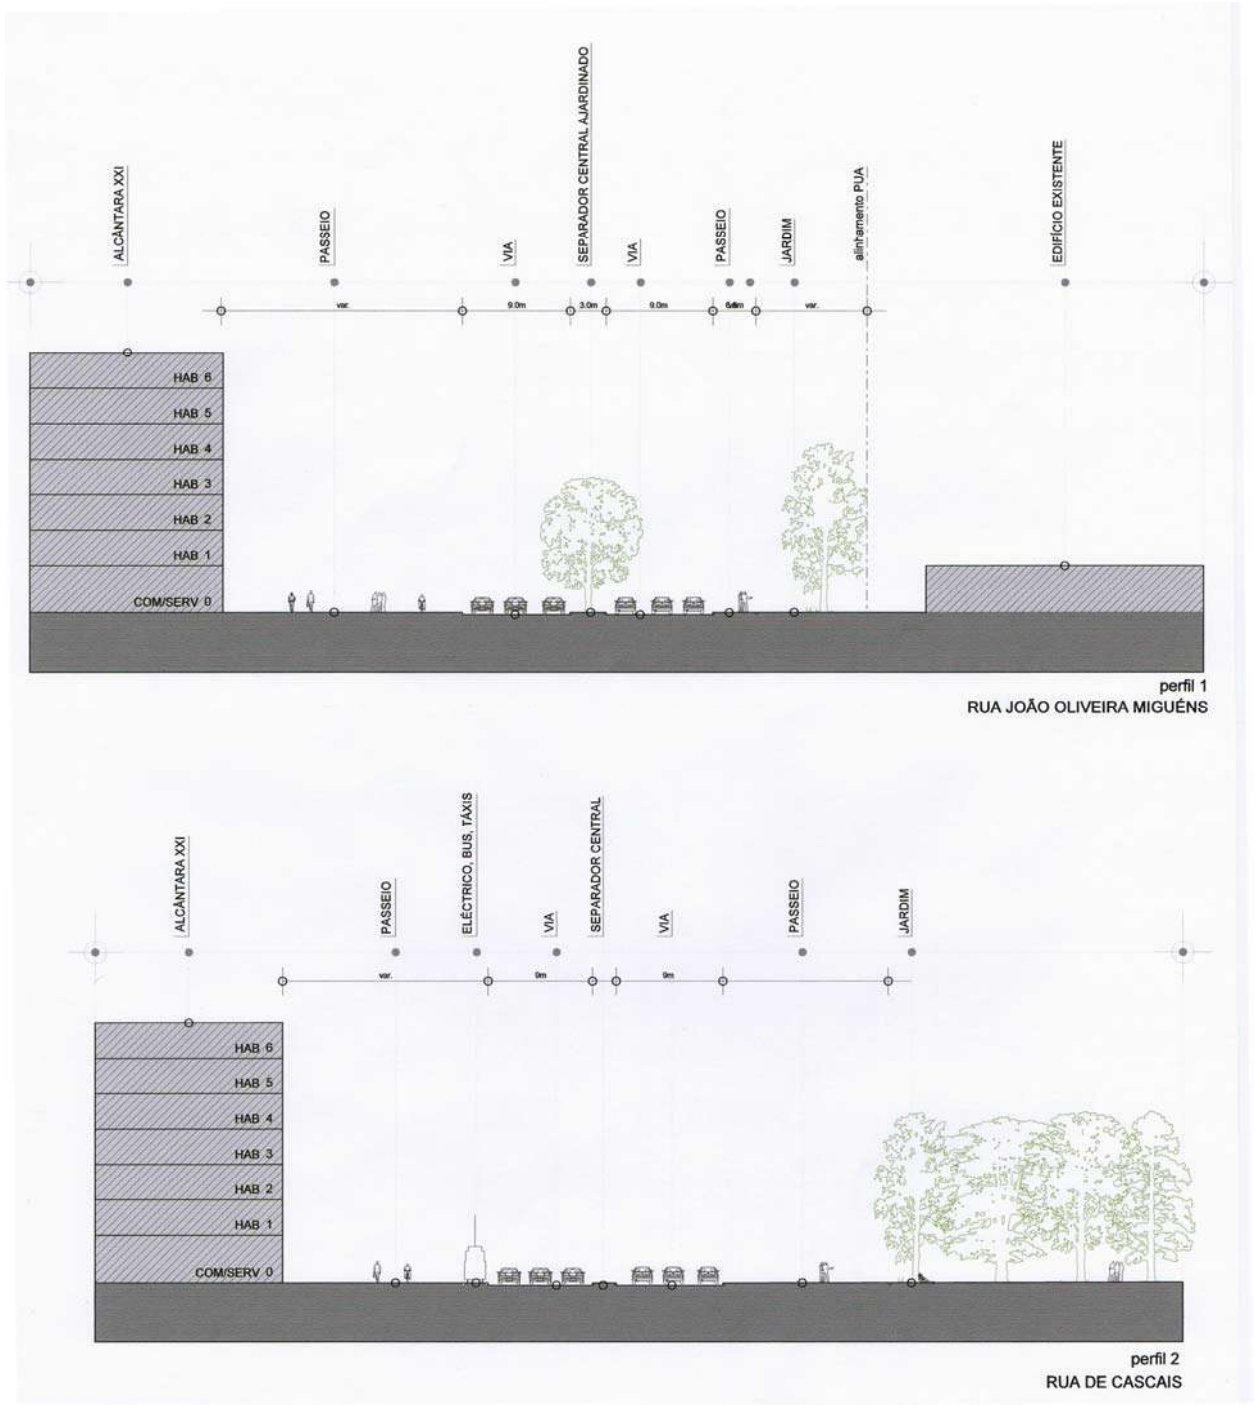 ALCÂNTARA XXI
PASSEIO
VIA
SEPARADOR CENTRAL AJARDINADO
VIA
PASSEIO
JARDIM
alinhamento PUA
EDIFÍCIO EXISTENTE
var.
9.0m
3.0m
9.0m
var.
HAB 6
HAB 5
HAB 4
HAB 3
HAB 2
HAB 1
COM/SERV 0
perfil 1
RUA JOÃO OLIVEIRA MIGUÉNS
ALCÂNTARA XXI
PASSEIO
ELÉCTRICO, BUS, TÁXIS
VIA
SEPARADOR CENTRAL
VIA
PASSEIO
JARDIM
var.
9m
9m
HAB 6
HAB 5
HAB 4
HAB 3
HAB 2
HAB 1
COM/SERV 0
perfil 2
RUA DE CASCAIS